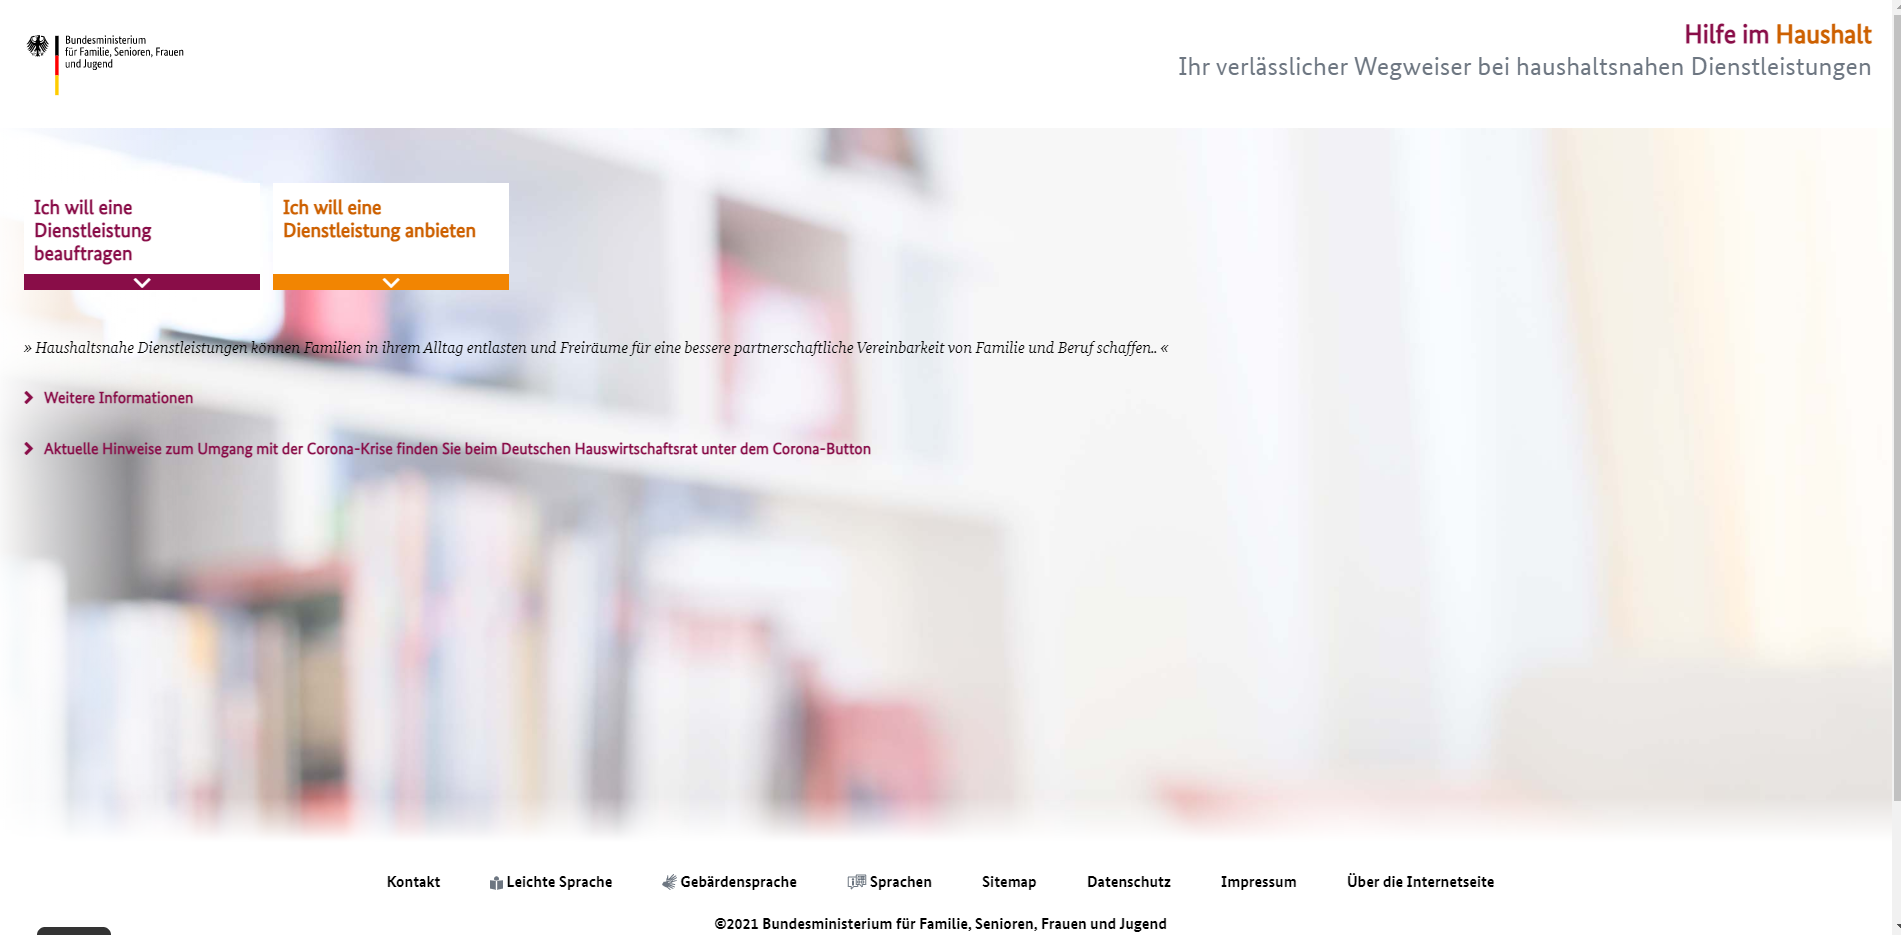 Bundesministerium
für Familie, Senioren, Frauen
und Jugend
Hilfe im Haushalt
Ihr verlässlicher Wegweiser bei haushaltsnahen Dienstleistungen
Ich will eine
Dienstleistung
beauftragen
Ich will eine
Dienstleistung anbieten
» Haushaltsnahe Dienstleistungen können Familien in ihrem Alltag entlasten und Freiräume für eine bessere partnerschaftliche Vereinbarkeit von Familie und Beruf schaffen.. «
Weitere Informationen
Aktuelle Hinweise zum Umgang mit der Corona-Krise finden Sie beim Deutschen Hauswirtschaftsrat unter dem Corona-Button
Kontakt Leichte Sprache Gebärdensprache Sprachen Sitemap Datenschutz Impressum Über die Internetseite
©2021 Bundesministerium für Familie, Senioren, Frauen und Jugend